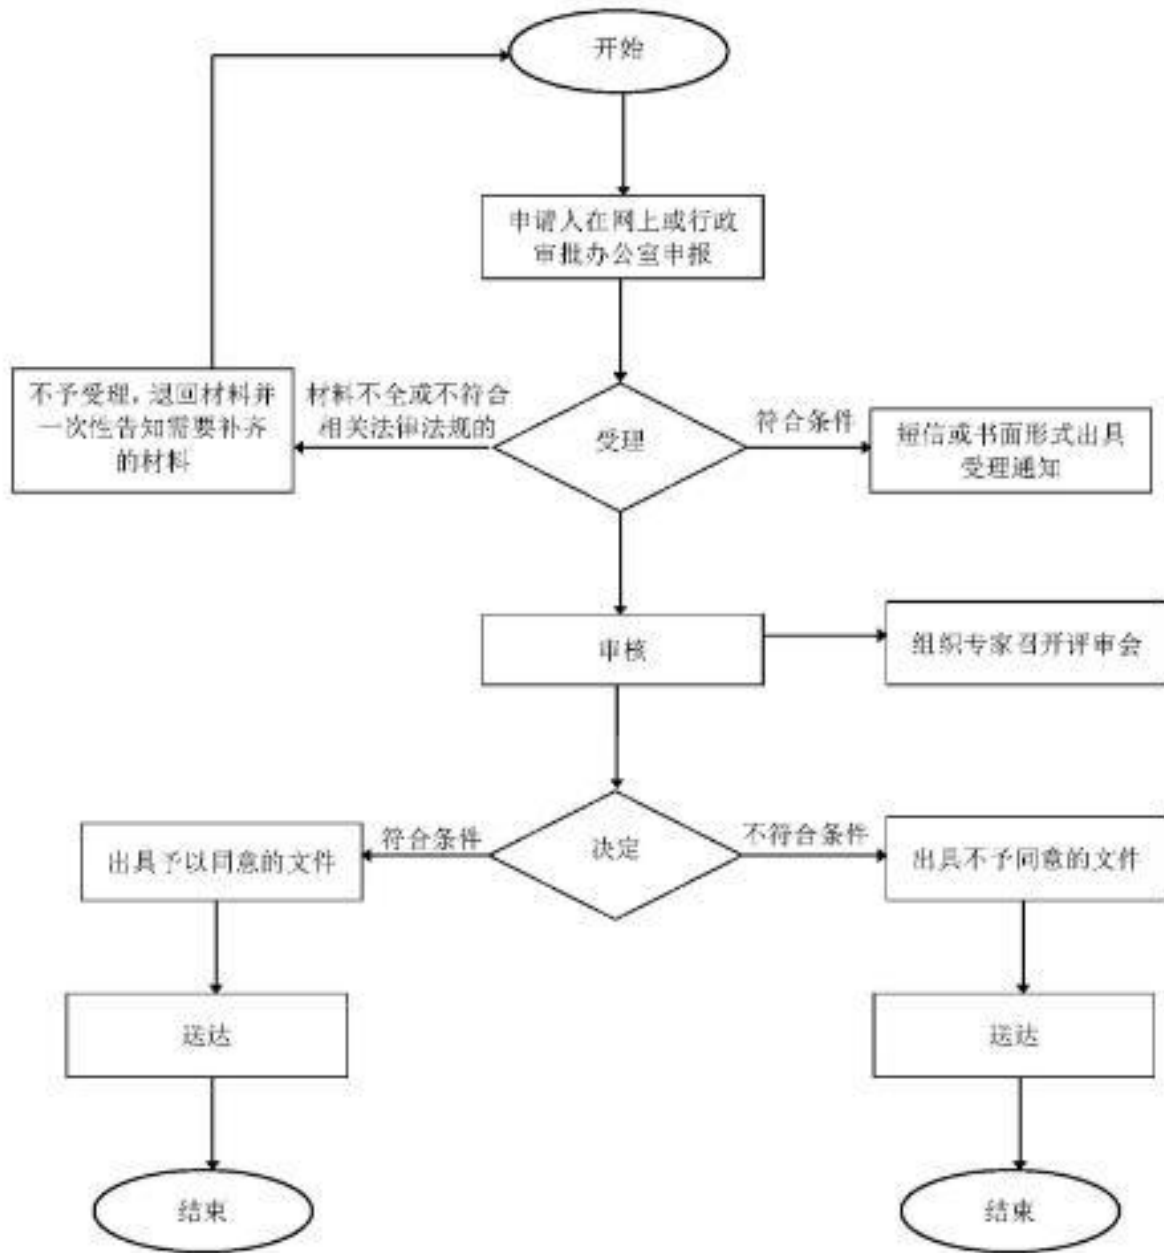 开始
申请人在网上或行政
审批办公室申报
不予受理,退回材料并
一次性告知需要补齐
的材料
材料不全或不符合
相关法律法规的
受理
符合条件
短信或书面形式出具
受理通知
审核
组织专家召开评审会
出具予以同意的文件
符合条件
决定
不符合条件
出具不予同意的文件
送达
送达
结束
结束